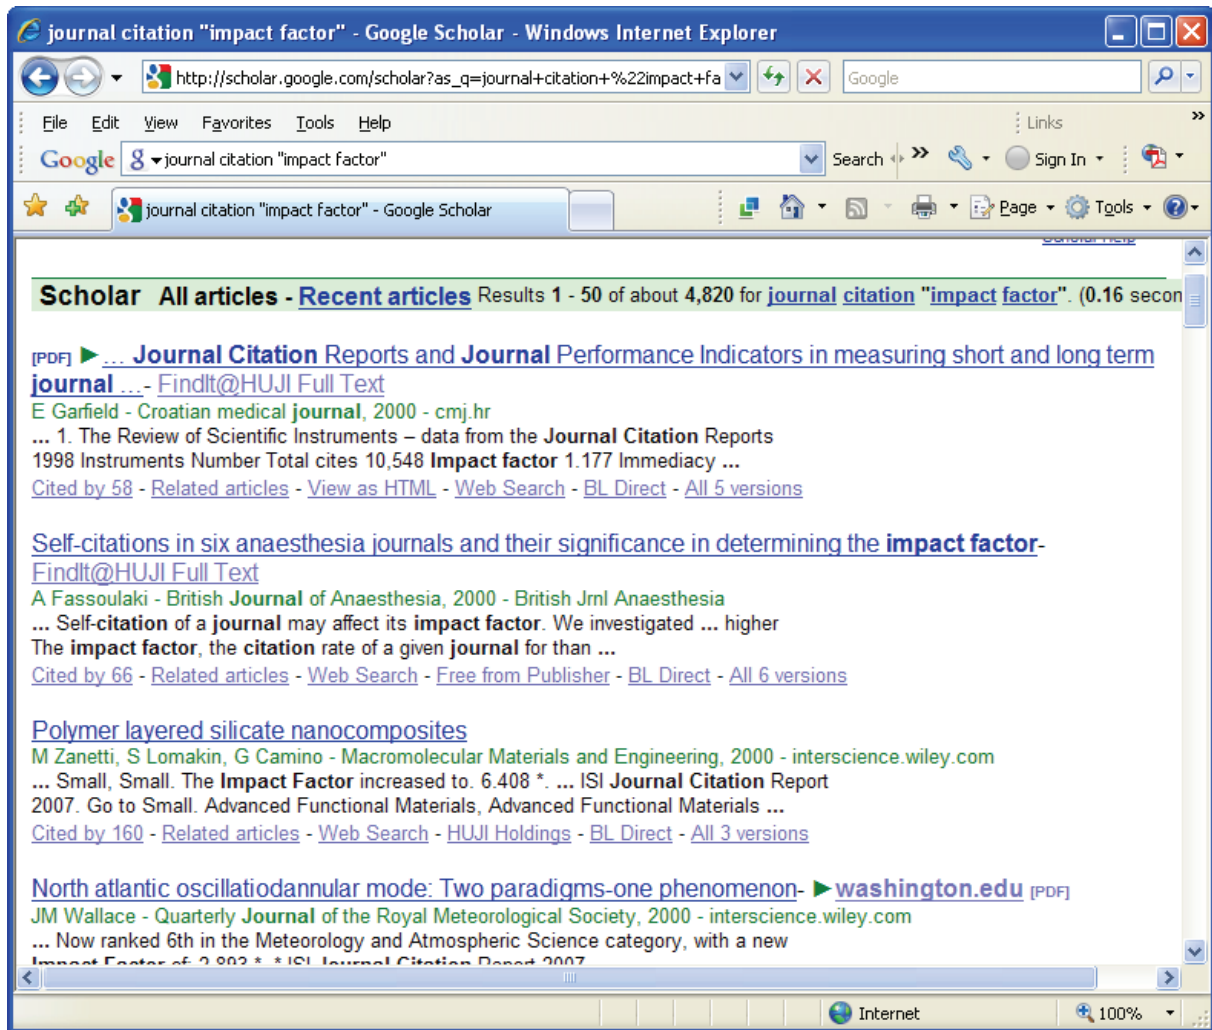 journal citation "impact factor" - Google Scholar - Windows Internet Explorer
http://scholar.google.com/scholar?as_q=journal+citation+%22impact+fa
Google
File Edit View Favorites Tools Help
Links
Google journal citation "impact factor" Search Sign In
journal citation "impact factor" - Google Scholar
Page Tools
Scholar Help
Scholar All articles - Recent articles Results 1 - 50 of about 4,820 for journal citation "impact factor". (0.16 secon
[PDF] ►... Journal Citation Reports and Journal Performance Indicators in measuring short and long term
journal ...- FindIt@HUJI Full Text
E Garfield - Croatian medical journal, 2000 - cmj.hr
... 1. The Review of Scientific Instruments – data from the Journal Citation Reports
1998 Instruments Number Total cites 10,548 Impact factor 1.177 Immediacy ...
Cited by 58 - Related articles - View as HTML - Web Search - BL Direct - All 5 versions
Self-citations in six anaesthesia journals and their significance in determining the impact factor-
FindIt@HUJI Full Text
A Fassoulaki - British Journal of Anaesthesia, 2000 - British Jrnl Anaesthesia
... Self-citation of a journal may affect its impact factor. We investigated ... higher
The impact factor, the citation rate of a given journal for than ...
Cited by 66 - Related articles - Web Search - Free from Publisher - BL Direct - All 6 versions
Polymer layered silicate nanocomposites
M Zanetti, S Lomakin, G Camino - Macromolecular Materials and Engineering, 2000 - interscience.wiley.com
... Small, Small. The Impact Factor increased to. 6.408 *. ... ISI Journal Citation Report
2007. Go to Small. Advanced Functional Materials, Advanced Functional Materials ...
Cited by 160 - Related articles - Web Search - HUJI Holdings - BL Direct - All 3 versions
North atlantic oscillatiodannular mode: Two paradigms-one phenomenon- ►washington.edu [PDF]
JM Wallace - Quarterly Journal of the Royal Meteorological Society, 2000 - interscience.wiley.com
... Now ranked 6th in the Meteorology and Atmospheric Science category, with a new
Impact Factor of: 2.893 *. * ISI Journal Citation Report 2007
Internet 100%